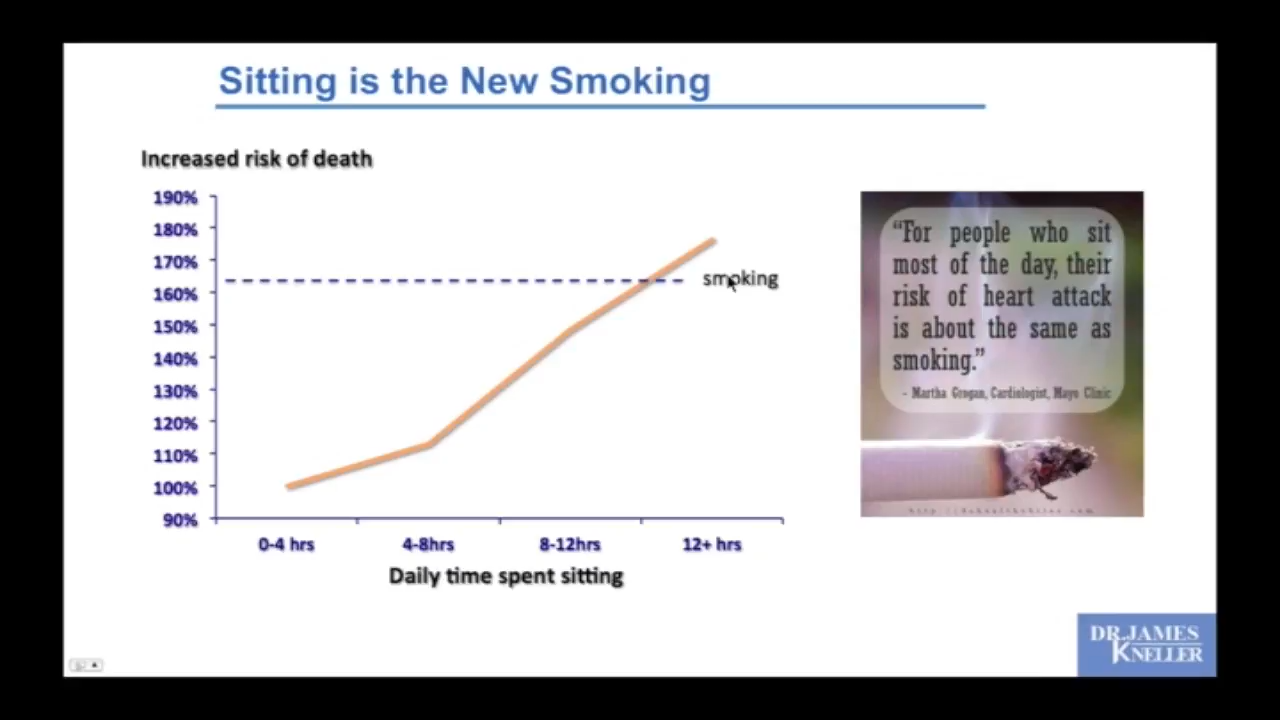 Sitting is the New Smoking
Increased risk of death
190%
180%
170%
160%
150%
140%
130%
120%
110%
100%
90%
smoking
0-4 hrs
4-8hrs
8-12hrs
12+ hrs
Daily time spent sitting
“For people who sit
most of the day, their
risk of heart attack
is about the same as
smoking.”
- Martha Grogan, Cardiologist, Mayo Clinic
DR.JAMES
KNELLER